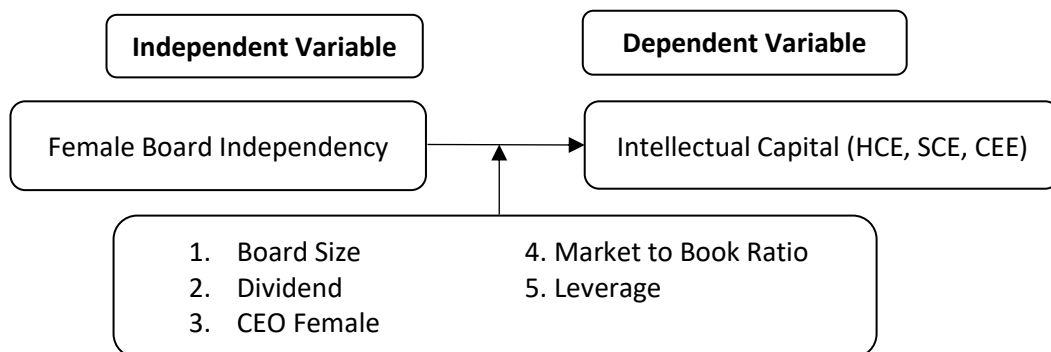 Independent Variable
Dependent Variable
Female Board Independency
Intellectual Capital (HCE, SCE, CEE)
1. Board Size
2. Dividend
3. CEO Female
4. Market to Book Ratio
5. Leverage